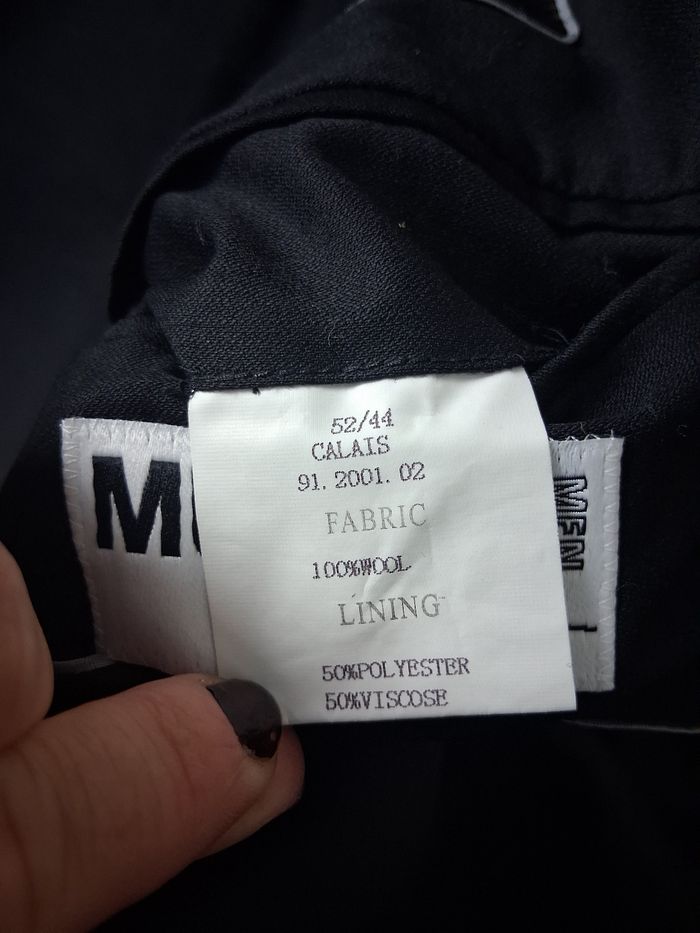 52/44
CALAIS
91. 2001. 02
FABRIC
100%WOOL
LINING
50%POLYESTER
50%VISCOSE
MEN